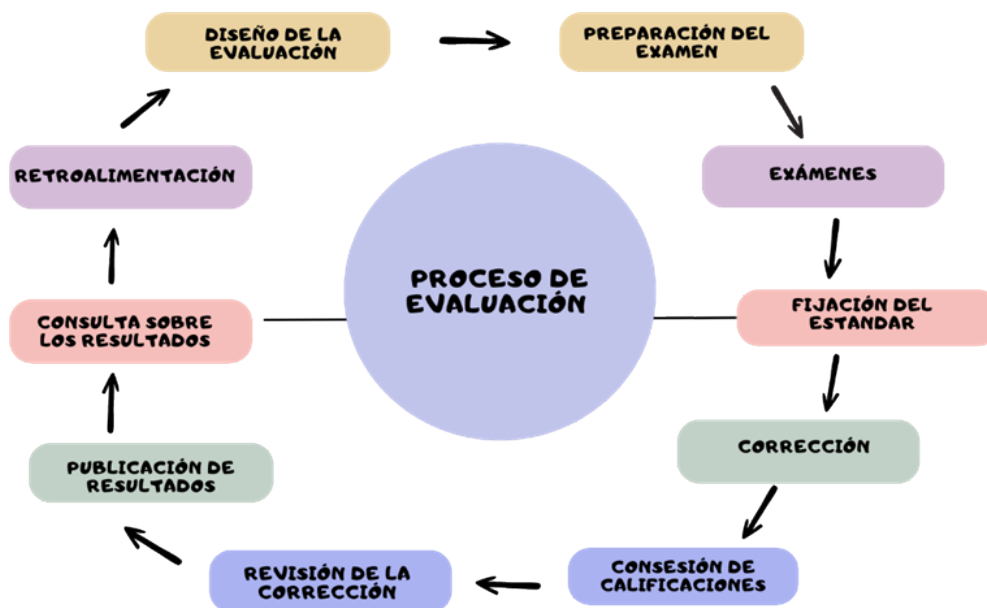 DISEÑO DE LA
EVALUACIÓN
PREPARACIÓN DEL
EXAMEN
EXÁMENES
FIJACIÓN DEL
ESTANDAR
CORRECCIÓN
CONSESIÓN DE
CALIFICACIONES
REVISIÓN DE LA
CORRECCIÓN
PUBLICACIÓN DE
RESULTADOS
CONSULTA SOBRE
LOS RESULTADOS
RETROALIMENTACIÓN
PROCESO DE
EVALUACIÓN